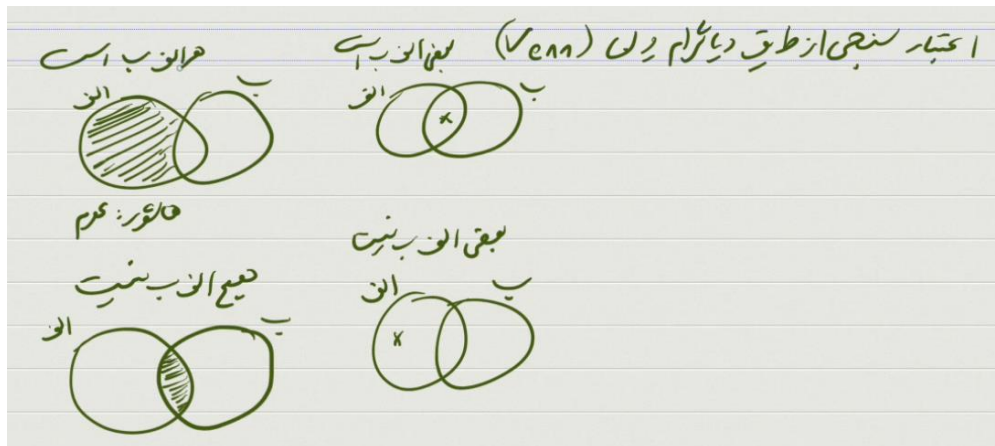 اعتبار سنجی از طریق دیاگرام ون (Venn)
بعضی الف ب است
الف
ب
هر الف ب است
الف
ب
هاشور: عدم
بعضی الف ب نیست
الف
ب
هیچ الف ب نیست
الف
ب